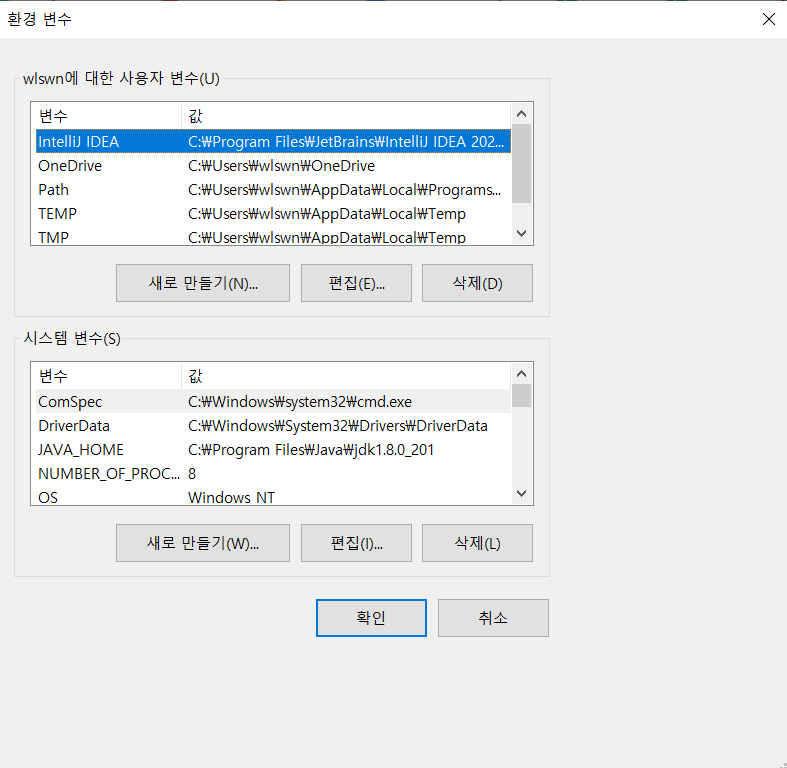 환경 변수
wlswn에 대한 사용자 변수(U)
변수 값
IntelliJ IDEA C:₩Program Files₩JetBrains₩IntelliJ IDEA 202...
OneDrive C:₩Users₩wlswn₩OneDrive
Path C:₩Users₩wlswn₩AppData₩Local₩Programs...
TEMP C:₩Users₩wlswn₩AppData₩Local₩Temp
TMP C:₩Users₩wlswn₩AppData₩Local₩Temp
새로 만들기(N)... 편집(E)... 삭제(D)
시스템 변수(S)
변수 값
ComSpec C:₩Windows₩system32₩cmd.exe
DriverData C:₩Windows₩System32₩Drivers₩DriverData
JAVA_HOME C:₩Program Files₩Java₩jdk1.8.0_201
NUMBER_OF_PROC... 8
OS Windows NT
새로 만들기(W)... 편집(I)... 삭제(L)
확인 취소